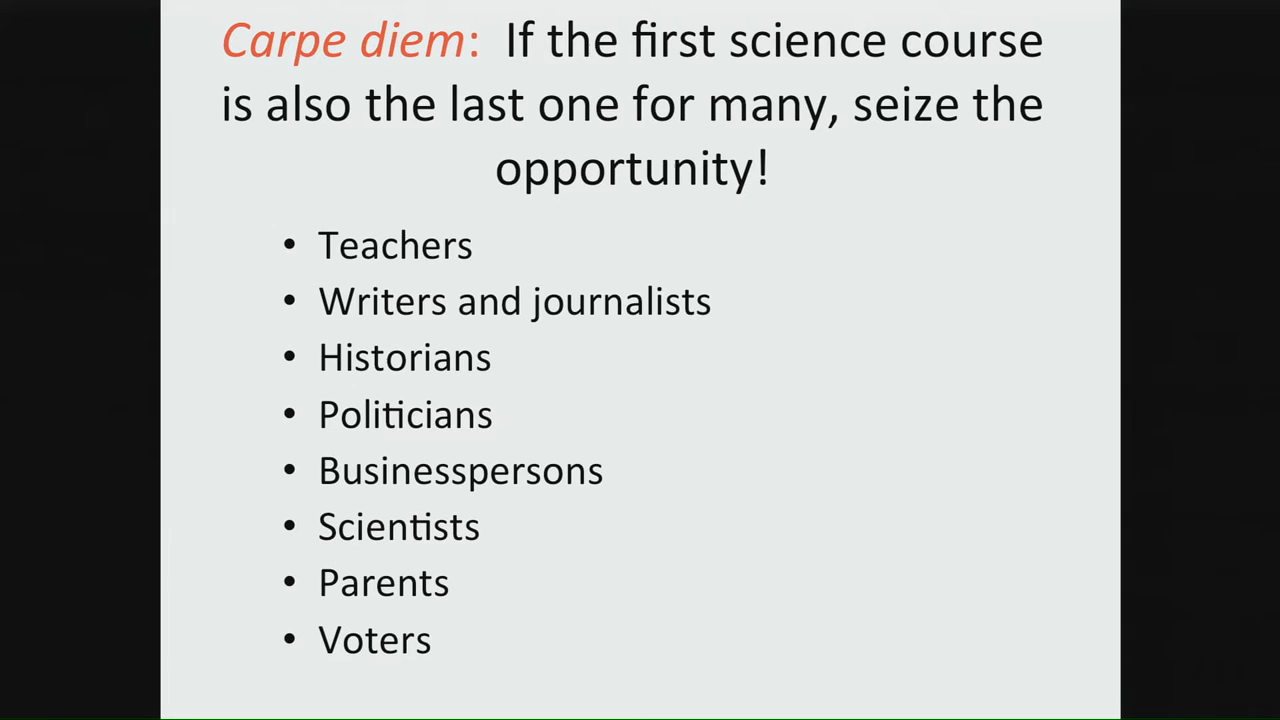 Carpe diem: If the first science course
is also the last one for many, seize the
opportunity!
• Teachers
• Writers and journalists
• Historians
• Politicians
• Businesspersons
• Scientists
• Parents
• Voters